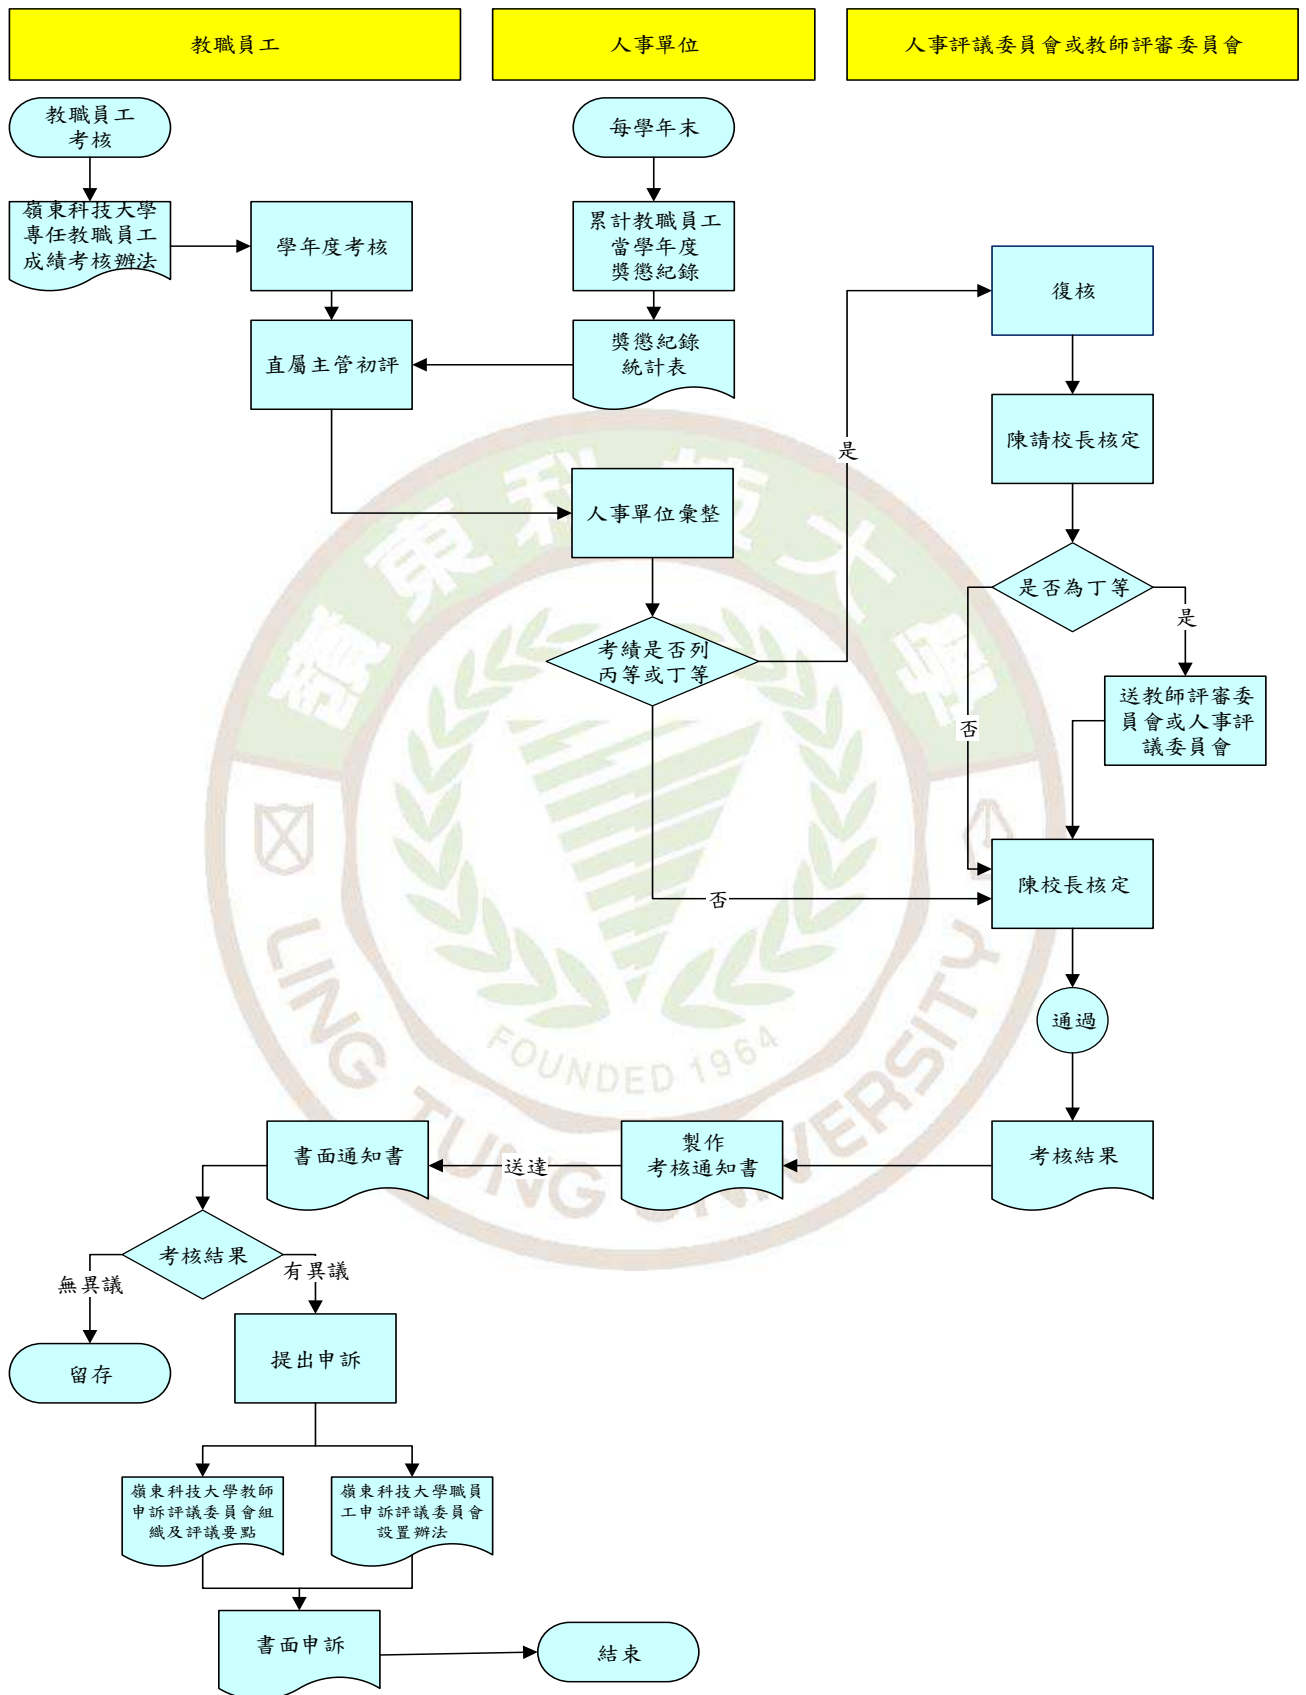 教職員工
人事單位
人事評議委員會或教師評審委員會
教職員工
考核
每學年末
嶺東科技大學
專任教職員工
成績考核辦法
學年度考核
累計教職員工
當學年度
獎懲紀錄
復核
直屬主管初評
獎懲紀錄
統計表
陳請校長核定
是
人事單位彙整
是否為丁等
是
考績是否列
丙等或丁等
送教師評審委
員會或人事評
議委員會
否
陳校長核定
否
通過
書面通知書
送達
製作
考核通知書
考核結果
考核結果
無異議
有異議
留存
提出申訴
嶺東科技大學教師
申訴評議委員會組
織及評議要點
嶺東科技大學職員
工申訴評議委員會
設置辦法
書面申訴
結束
嶺東科技大學
FOUNDED 1964
LING TUNG UNIVERSITY